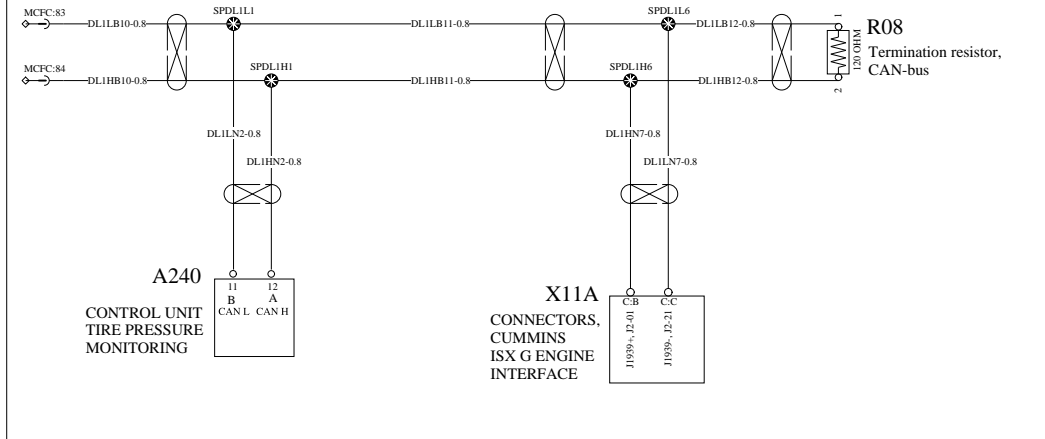 MCFC:83
DL1LB10-0.8
SPDL1L1
DL1LB11-0.8
SPDL1L6
DL1LB12-0.8
1
R08
Termination resistor,
CAN-bus
120 OHM
2
MCFC:84
DL1HB10-0.8
SPDL1H1
DL1HB11-0.8
SPDL1H6
DL1HB12-0.8
DL1LN2-0.8
DL1HN2-0.8
DL1HN7-0.8
DL1LN7-0.8
A240
CONTROL UNIT
TIRE PRESSURE
MONITORING
11
B
CAN L
12
A
CAN H
X11A
CONNECTORS,
CUMMINS
ISX G ENGINE
INTERFACE
C:B
J1939+, J2-01
C:C
J1939-, J2-21